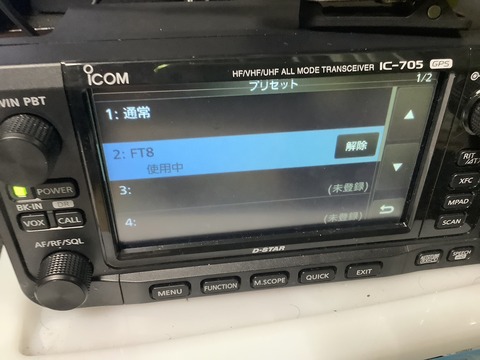 ICOM
HF/VHF/UHF ALL MODE TRANSCEIVER IC-705 GPS
プリセット 1/2
1: 通常
2: FT8 解除
使用中
3: (未登録)
4: (未登録)
WIN PBT
POWER
BK-IN
VOX CALL
AF/RF/SQL
RIT
XFC
MPAD
SCAN
D-STAR
MENU FUNCTION M.SCOPE QUICK EXIT